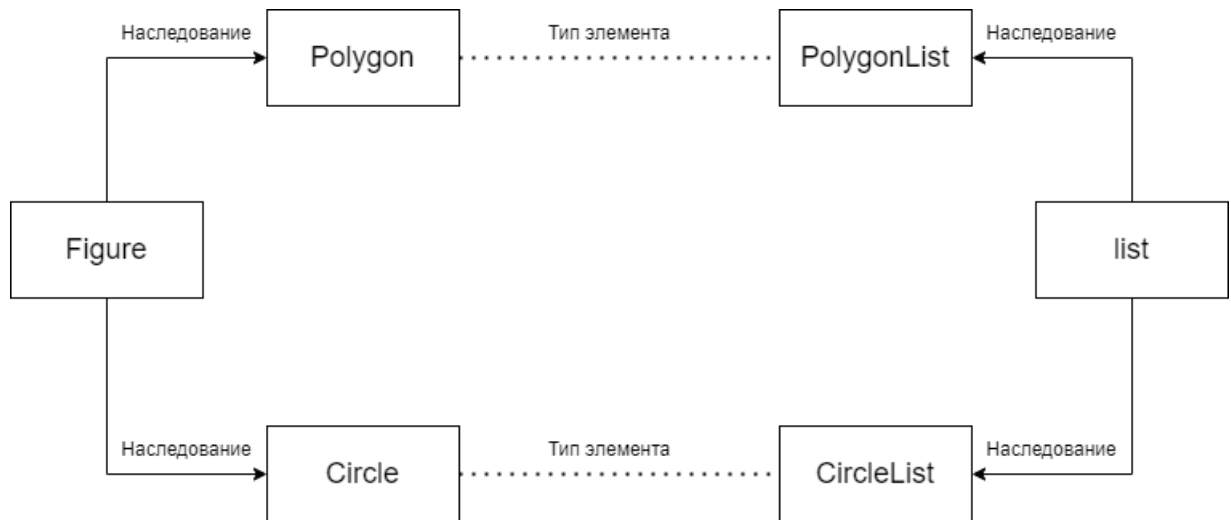 Наследование
Тип элемента
Наследование
Polygon
PolygonList
Figure
list
Наследование
Тип элемента
Наследование
Circle
CircleList